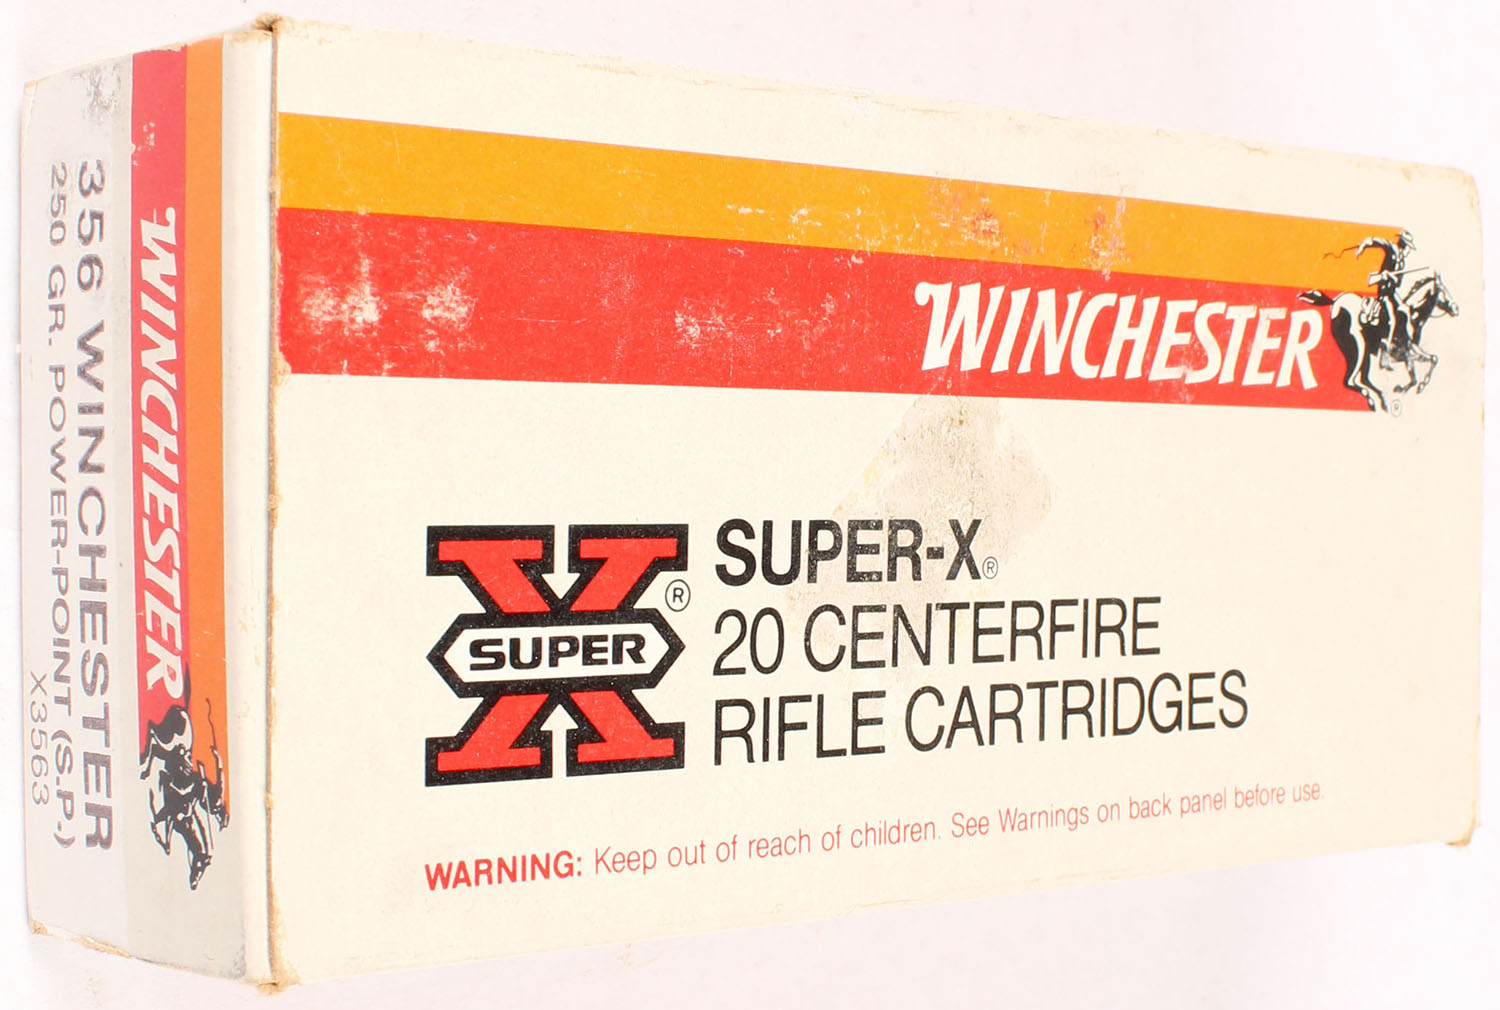 WINCHESTER
®
SUPER
®
SUPER-X®
20 CENTERFIRE
RIFLE CARTRIDGES
WARNING: Keep out of reach of children. See Warnings on back panel before use.
WINCHESTER
356 WINCHESTER
250 GR. POWER-POINT (S.P.)
X3563